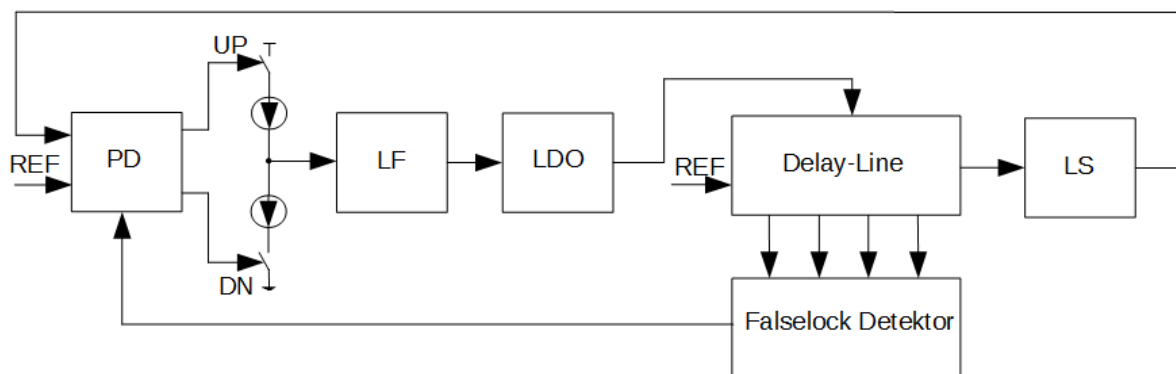 UP
REF
PD
LF
LDO
REF
Delay-Line
LS
DN
Falselock Detektor